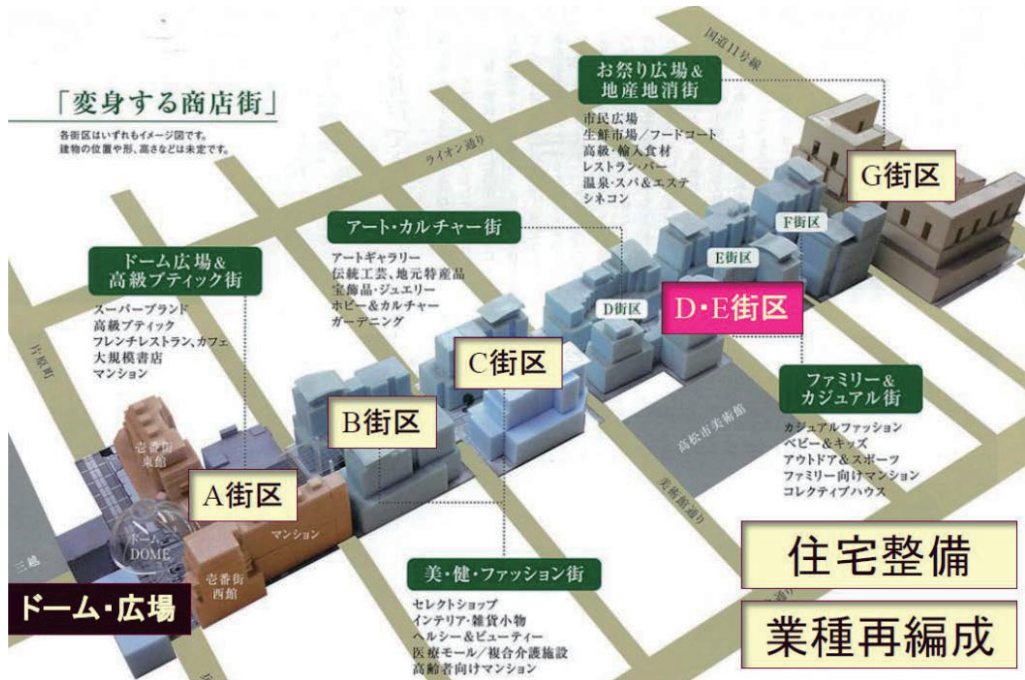 「変身する商店街」
各街区はいずれもイメージ図です。
建物の位置や形、高さなどは未定です。
国道11号線
お祭り広場&
地産地消街
市民広場
生鮮市場/フードコート
高級・輸入食材
レストラン・バー
温泉・スパ&エステ
シネコン
G街区
ライオン通り
F街区
アート・カルチャー街
アートギャラリー
伝統工芸、地元特産品
宝飾品・ジュエリー
ホビー&カルチャー
ガーデニング
E街区
D街区
D・E街区
ドーム広場&
高級ブティック街
スーパーブランド
高級ブティック
フレンチレストラン、カフェ
大規模書店
マンション
片原町
C街区
B街区
ファミリー&
カジュアル街
カジュアルファッション
ベビー&キッズ
アウトドア&スポーツ
ファミリー向けマンション
コレクティブハウス
高松市美術館
美術館通り
壱番街
東館
A街区
マンション
ドーム
DOME
壱番街
西館
三越
ドーム・広場
美・健・ファッション街
セレクトショップ
インテリア・雑貨小物
ヘルシー&ビューティー
医療モール/複合介護施設
高齢者向けマンション
住宅整備
業種再編成
通り